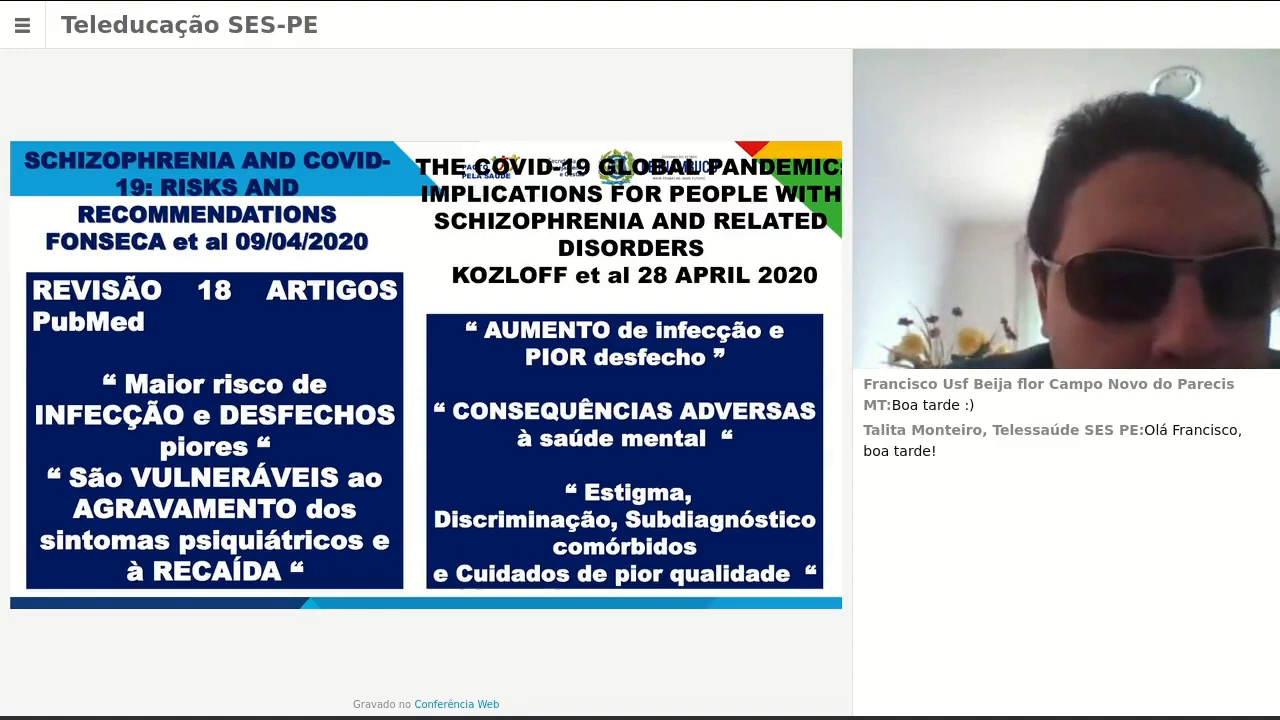 Teleducação SES-PE
SCHIZOPHRENIA AND COVID-
19: RISKS AND
RECOMMENDATIONS
FONSECA et al 09/04/2020
REVISÃO 18 ARTIGOS
PubMed
❝ Maior risco de
INFECÇÃO e DESFECHOS
piores ❝
❝ São VULNERÁVEIS ao
AGRAVAMENTO dos
sintomas psiquiátricos e
à RECAÍDA ❝
THE COVID-19 GLOBAL PANDEMIC:
IMPLICATIONS FOR PEOPLE WITH
SCHIZOPHRENIA AND RELATED
DISORDERS
KOZLOFF et al 28 APRIL 2020
❝ AUMENTO de infecção e
PIOR desfecho ❞
❝ CONSEQUÊNCIAS ADVERSAS
à saúde mental ❝
❝ Estigma,
Discriminação, Subdiagnóstico
comórbidos
e Cuidados de pior qualidade ❝
PELA SAÚDE
Francisco Usf Beija flor Campo Novo do Parecis
MT:Boa tarde :)
Talita Monteiro, Telessaúde SES PE:Olá Francisco,
boa tarde!
Gravado no Conferência Web